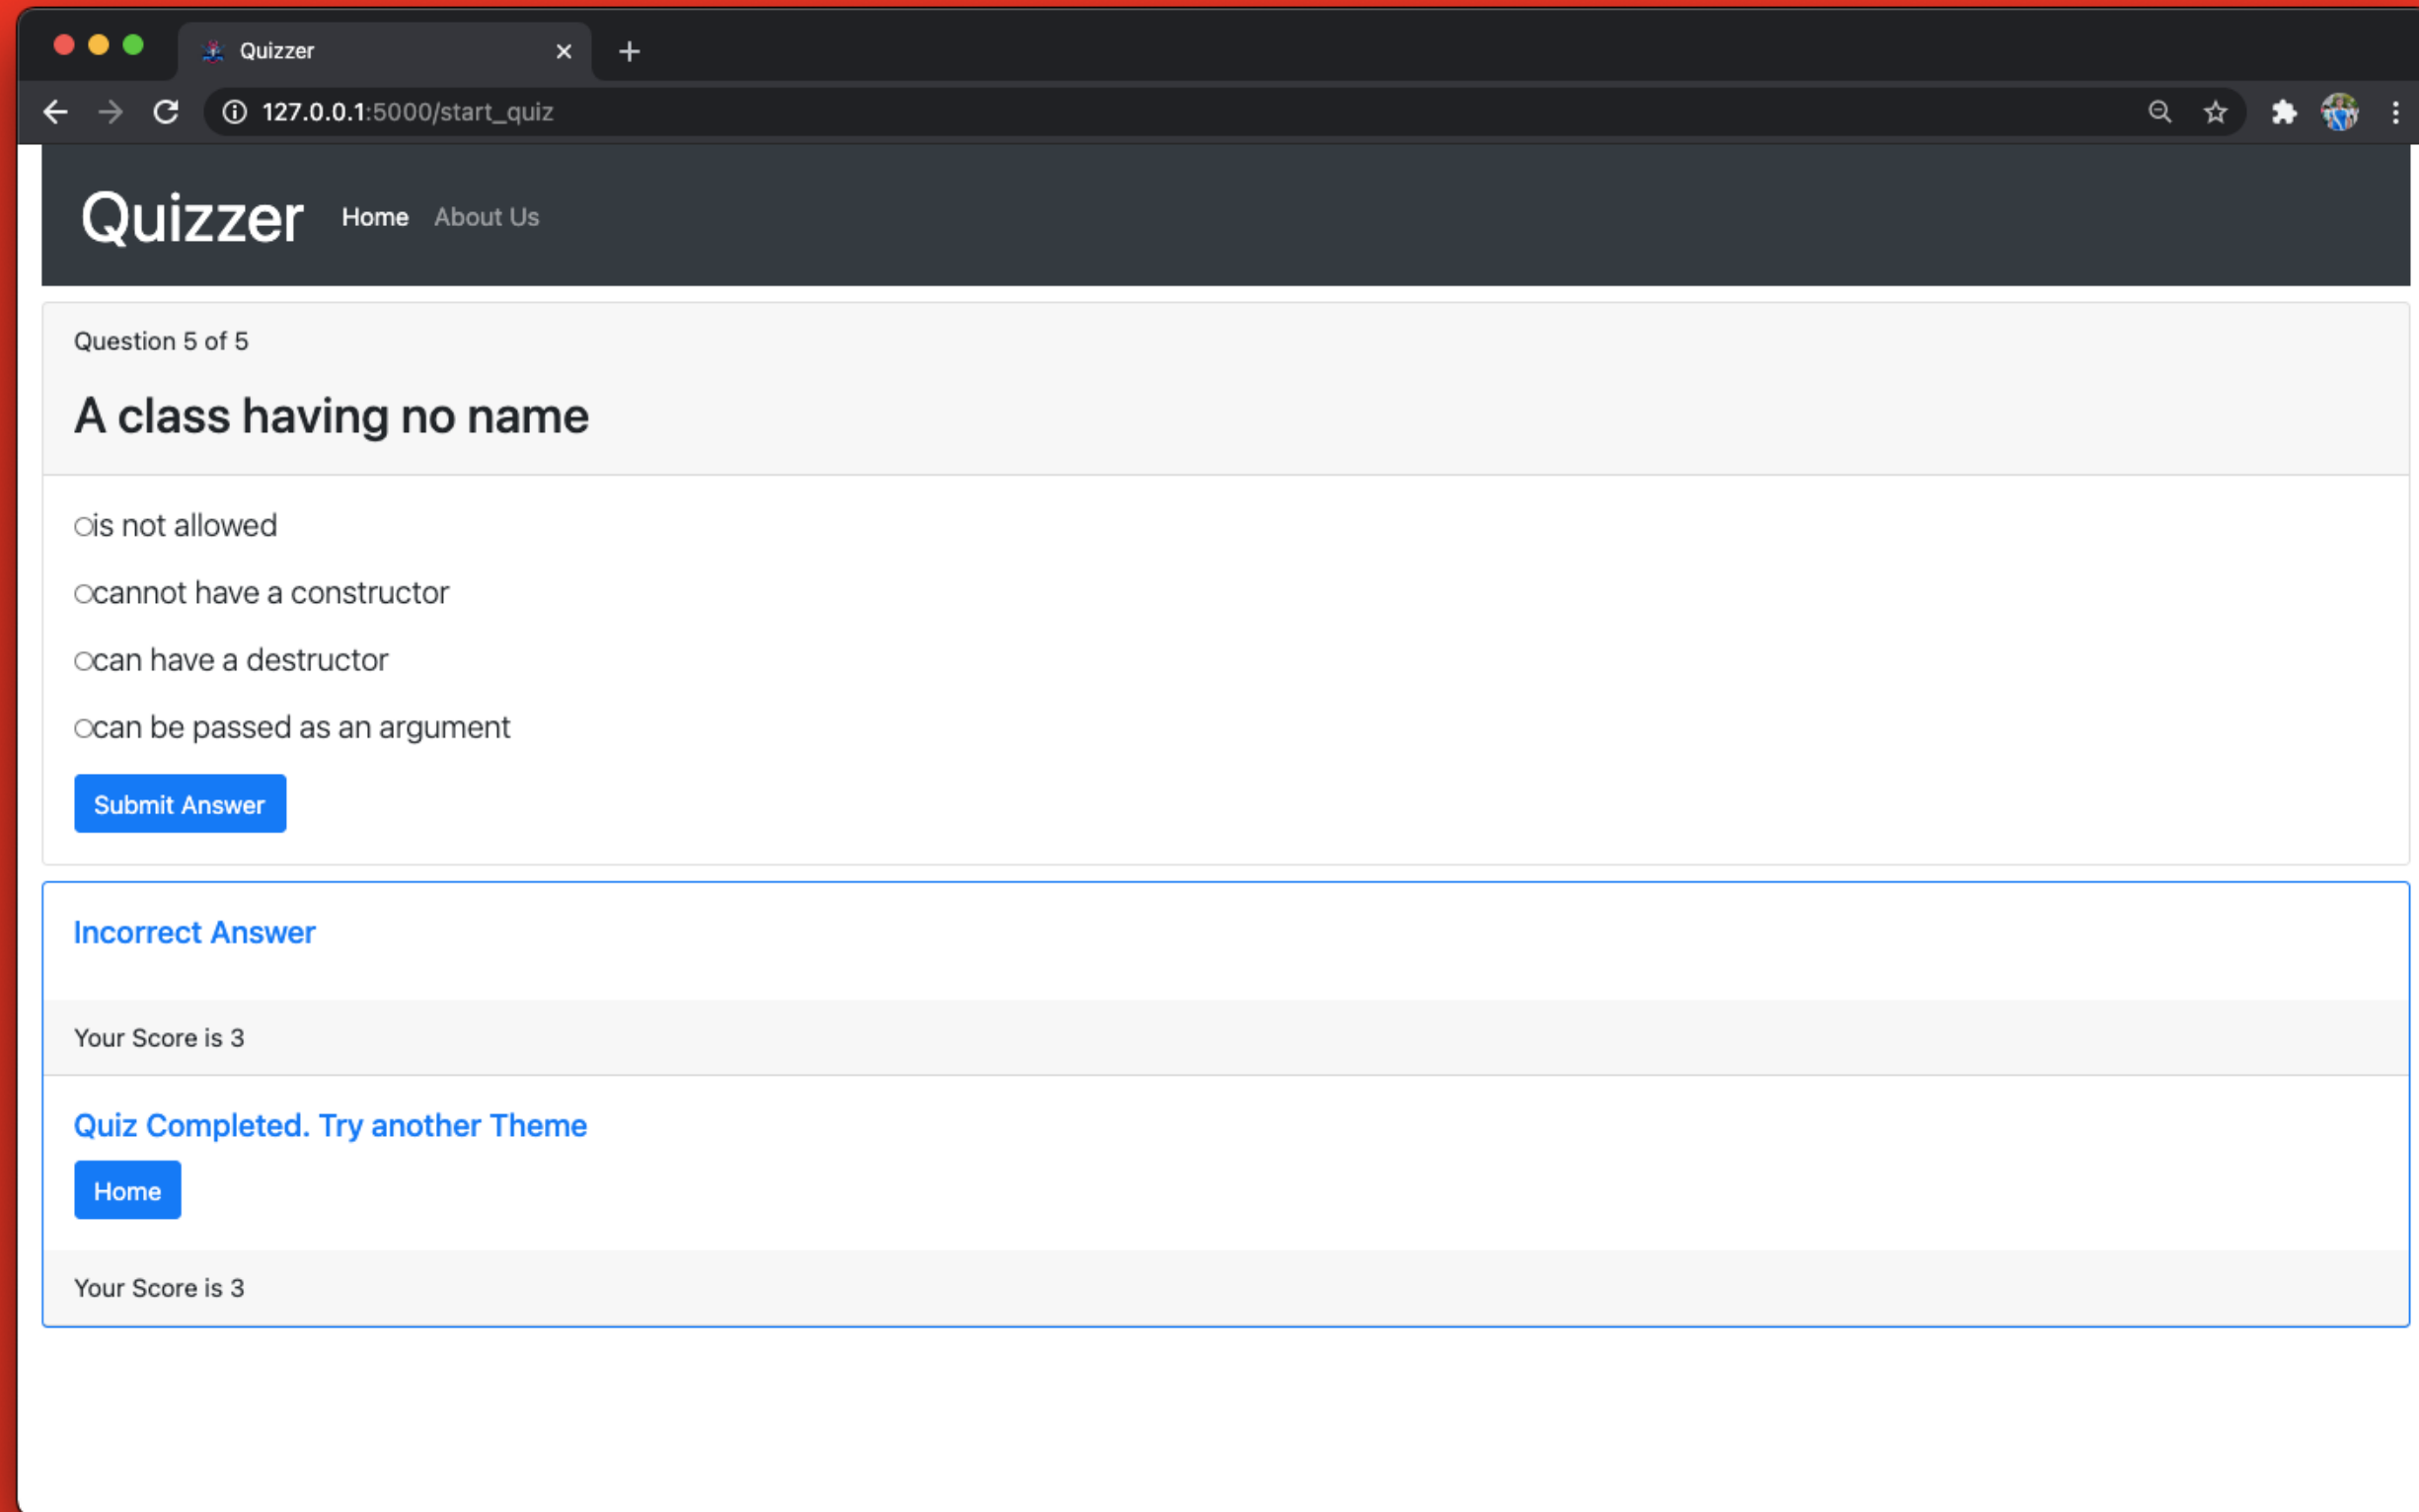 Quizzer
127.0.0.1:5000/start_quiz
Quizzer Home About Us
Question 5 of 5
A class having no name
is not allowed
cannot have a constructor
can have a destructor
can be passed as an argument
Submit Answer
Incorrect Answer
Your Score is 3
Quiz Completed. Try another Theme
Home
Your Score is 3